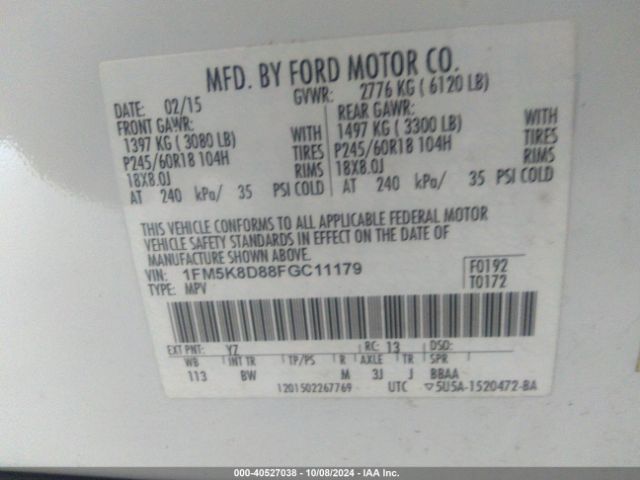 MFD. BY FORD MOTOR CO.
DATE: 02/15 GVWR: 2776 KG ( 6120 LB)
FRONT GAWR: REAR GAWR:
1397 KG ( 3080 LB) WITH 1497 KG ( 3300 LB) WITH
P245/60R18 104H TIRES P245/60R18 104H TIRES
18X8.0J RIMS 18X8.0J RIMS
AT 240 kPa/ 35 PSI COLD AT 240 kPa/ 35 PSI COLD
THIS VEHICLE CONFORMS TO ALL APPLICABLE FEDERAL MOTOR
VEHICLE SAFETY STANDARDS IN EFFECT ON THE DATE OF
MANUFACTURE SHOWN ABOVE.
VIN: 1FM5K8D88FGC11179 F0192
TYPE: MPV T0172
EXT PNT: YZ RC: 13 DSO:
WB INT TR TP/PS R AXLE TR SPR
113 BW M 3J J BBAA
1201502267769 UTC ▽5U5A-1520472-BA
000-40527038 - 10/08/2024 - IAA Inc.